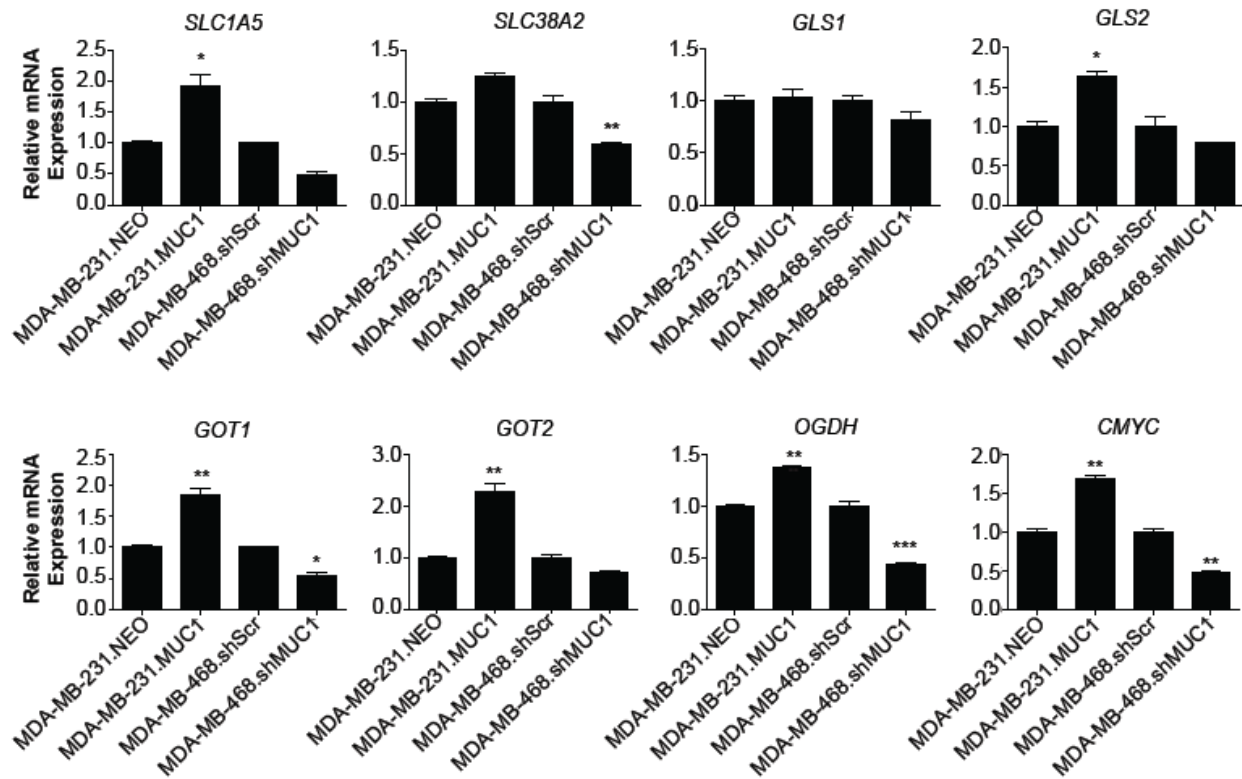 SLC1A5
SLC38A2
GLS1
GLS2
Relative mRNA
Expression
2.5
2.0
1.5
1.0
0.5
0.0
*
MDA-MB-231.NEO
MDA-MB-231.MUC1
MDA-MB-468.shScr
MDA-MB-468.shMUC1
1.5
1.0
0.5
0.0
**
MDA-MB-231.NEO
MDA-MB-231.MUC1
MDA-MB-468.shScr
MDA-MB-468.shMUC1
1.5
1.0
0.5
0.0
MDA-MB-231.NEO
MDA-MB-231.MUC1
MDA-MB-468.shScr
MDA-MB-468.shMUC1
2.0
1.5
1.0
0.5
0.0
*
MDA-MB-231.NEO
MDA-MB-231.MUC1
MDA-MB-468.shScr
MDA-MB-468.shMUC1
GOT1
GOT2
OGDH
CMYC
Relative mRNA
Expression
2.5
2.0
1.5
1.0
0.5
0.0
**
*
MDA-MB-231.NEO
MDA-MB-231.MUC1
MDA-MB-468.shScr
MDA-MB-468.shMUC1
3.0
2.0
1.0
0.0
**
MDA-MB-231.NEO
MDA-MB-231.MUC1
MDA-MB-468.shScr
MDA-MB-468.shMUC1
1.5
1.0
0.5
0.0
**
***
MDA-MB-231.NEO
MDA-MB-231.MUC1
MDA-MB-468.shScr
MDA-MB-468.shMUC1
2.0
1.5
1.0
0.5
0.0
**
**
MDA-MB-231.NEO
MDA-MB-231.MUC1
MDA-MB-468.shScr
MDA-MB-468.shMUC1